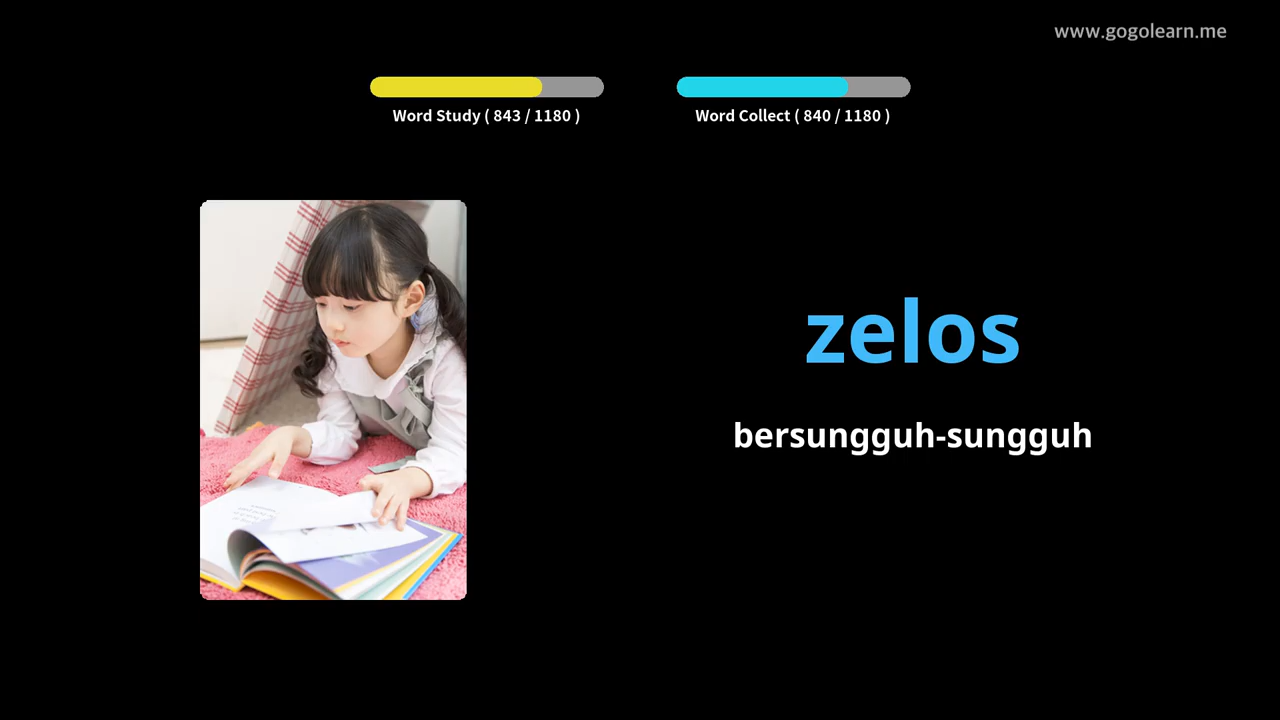 www.gogolearn.me
Word Study ( 843 / 1180 )
Word Collect ( 840 / 1180 )
zelos
bersungguh-sungguh